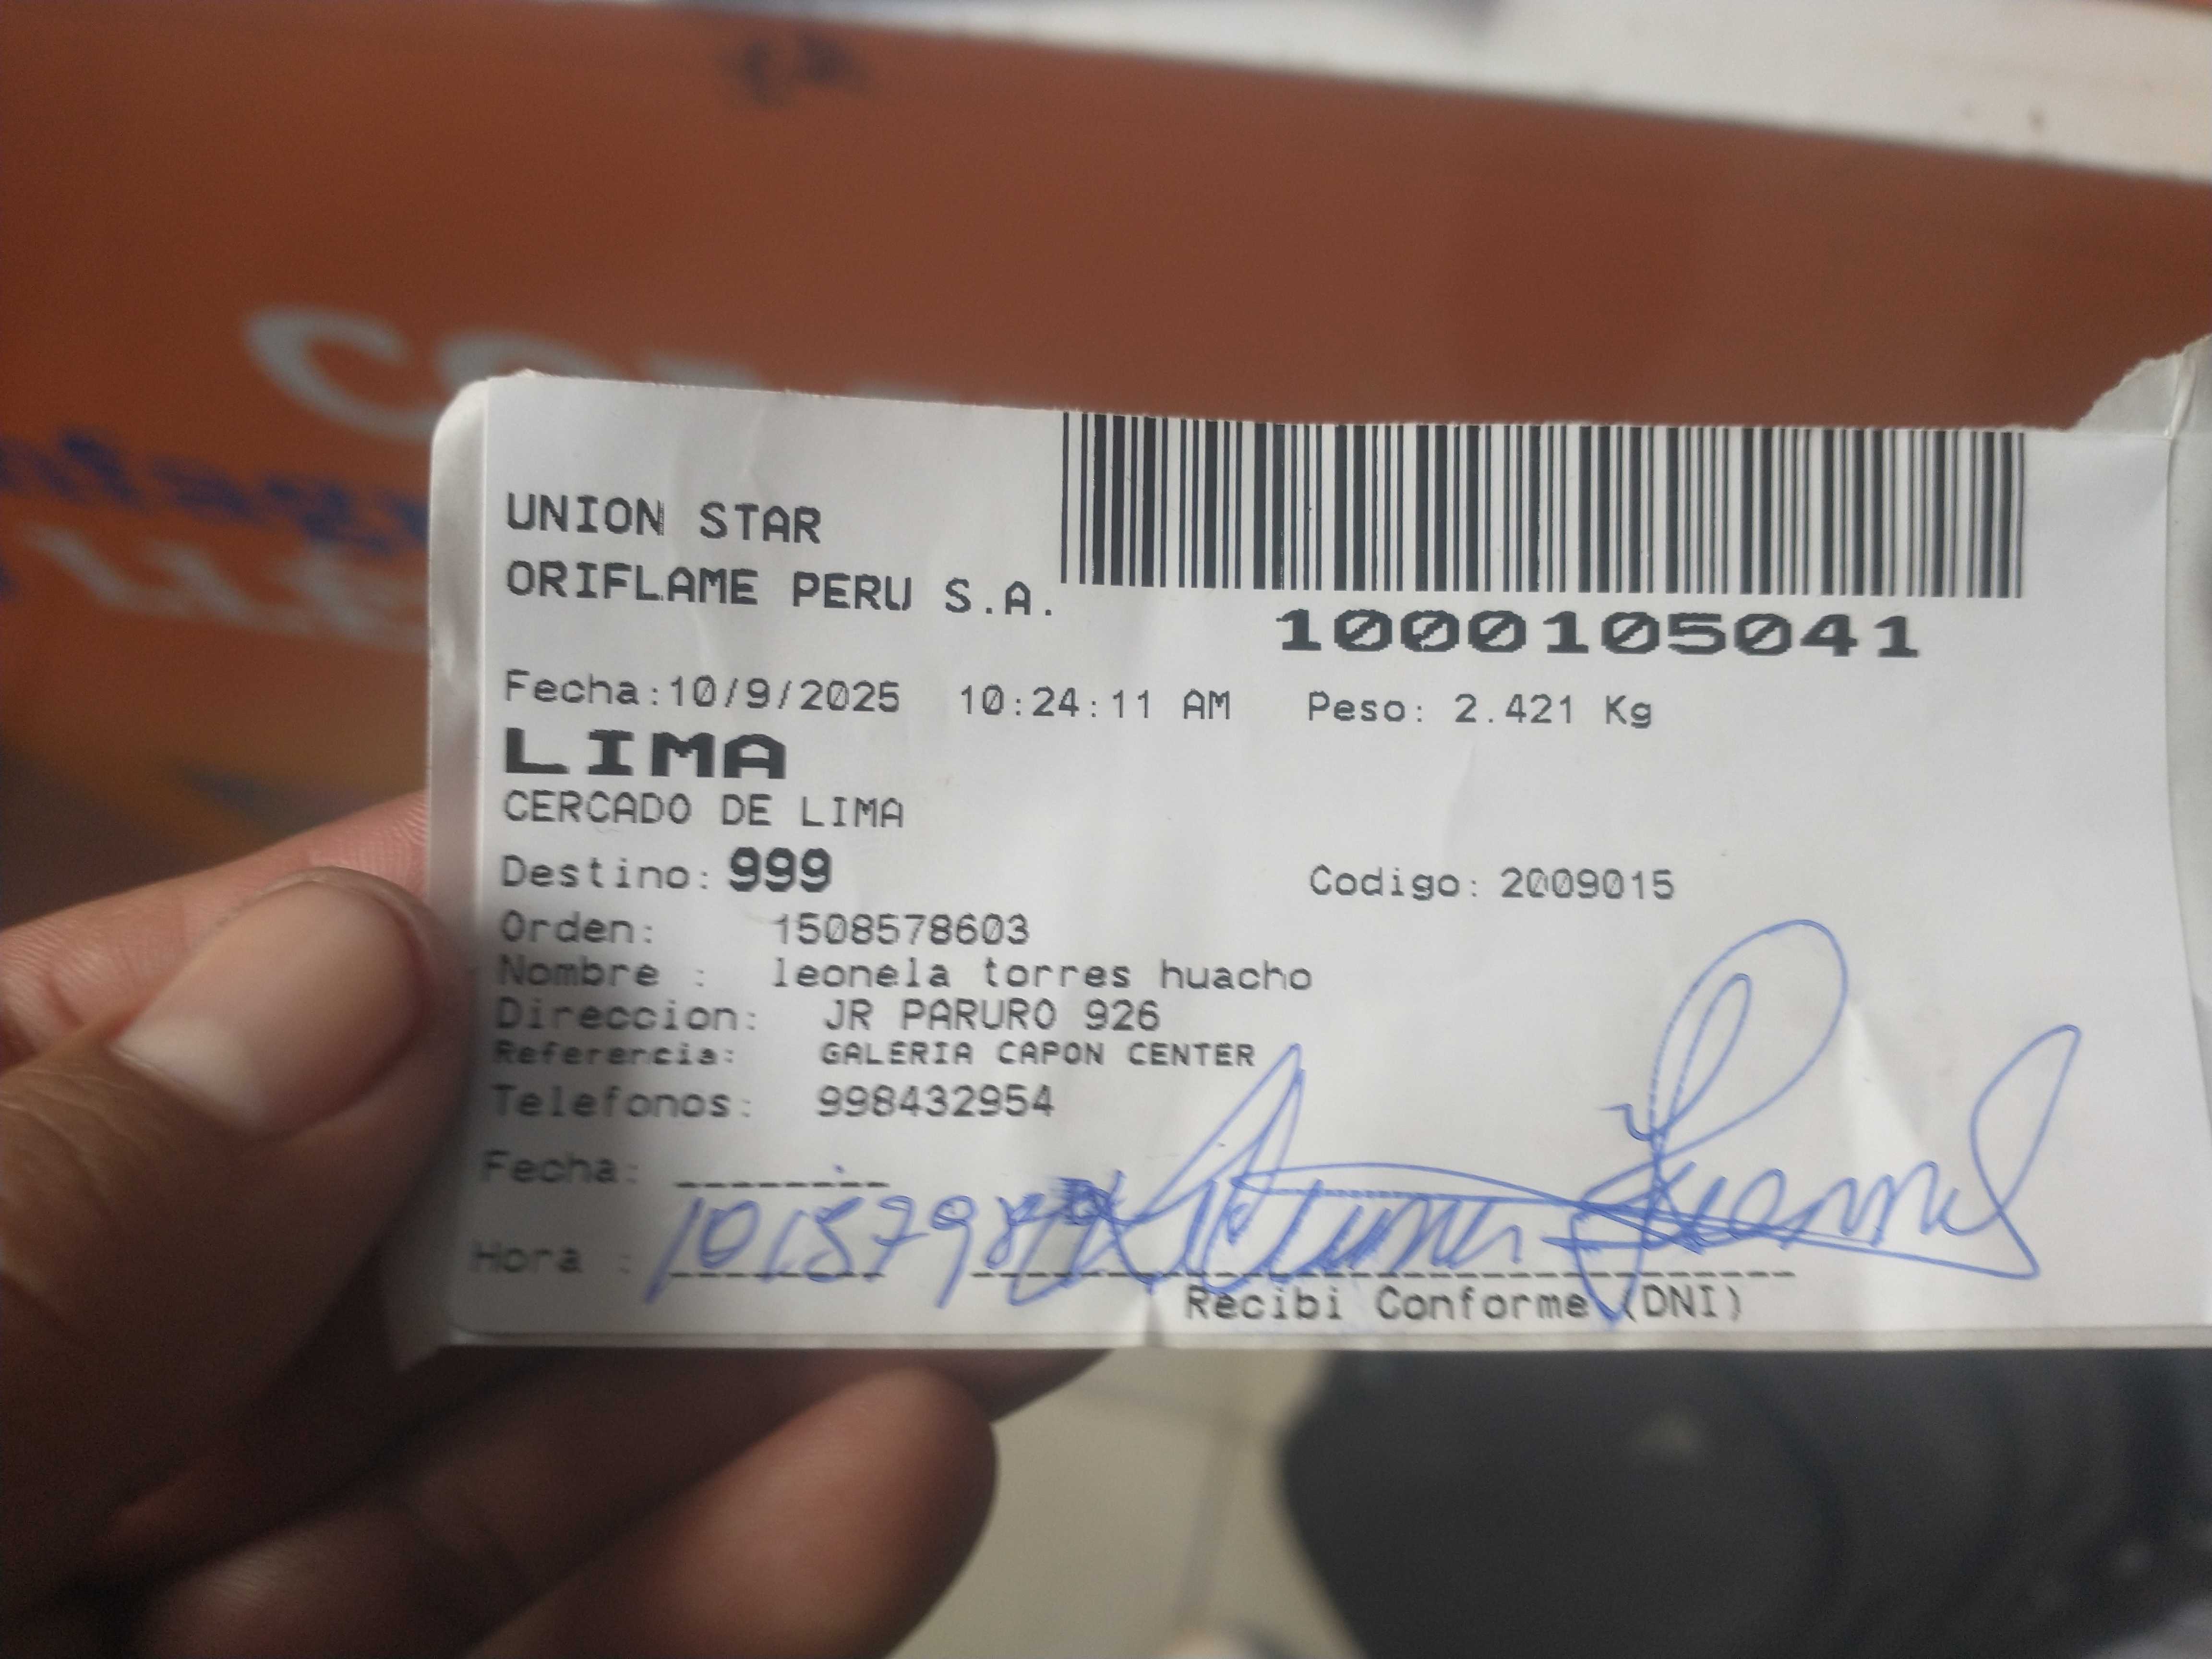 UNION STAR
ORIFLAME PERU S.A.
1000105041
Fecha:10/9/2025 10:24:11 AM Peso: 2.421 Kg
LIMA
CERCADO DE LIMA
Destino: 999 Codigo: 2009015
Orden: 1508578603
Nombre : leonela torres huacho
Direccion: JR PARURO 926
Referencia: GALERIA CAPON CENTER
Telefonos: 998432954
Fecha:
Hora :
Recibi Conforme (DNI)